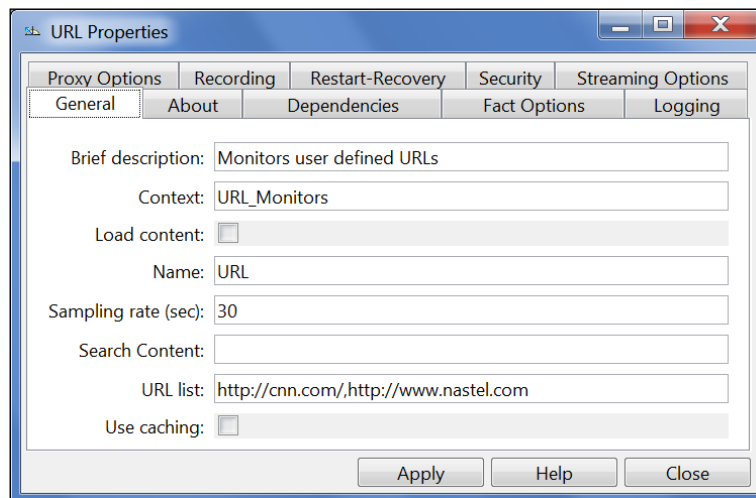 URL Properties
Proxy Options Recording Restart-Recovery Security Streaming Options
General About Dependencies Fact Options Logging
Brief description: Monitors user defined URLs
Context: URL_Monitors
Load content:
Name: URL
Sampling rate (sec): 30
Search Content:
URL list: http://cnn.com/,http://www.nastel.com
Use caching:
Apply Help Close